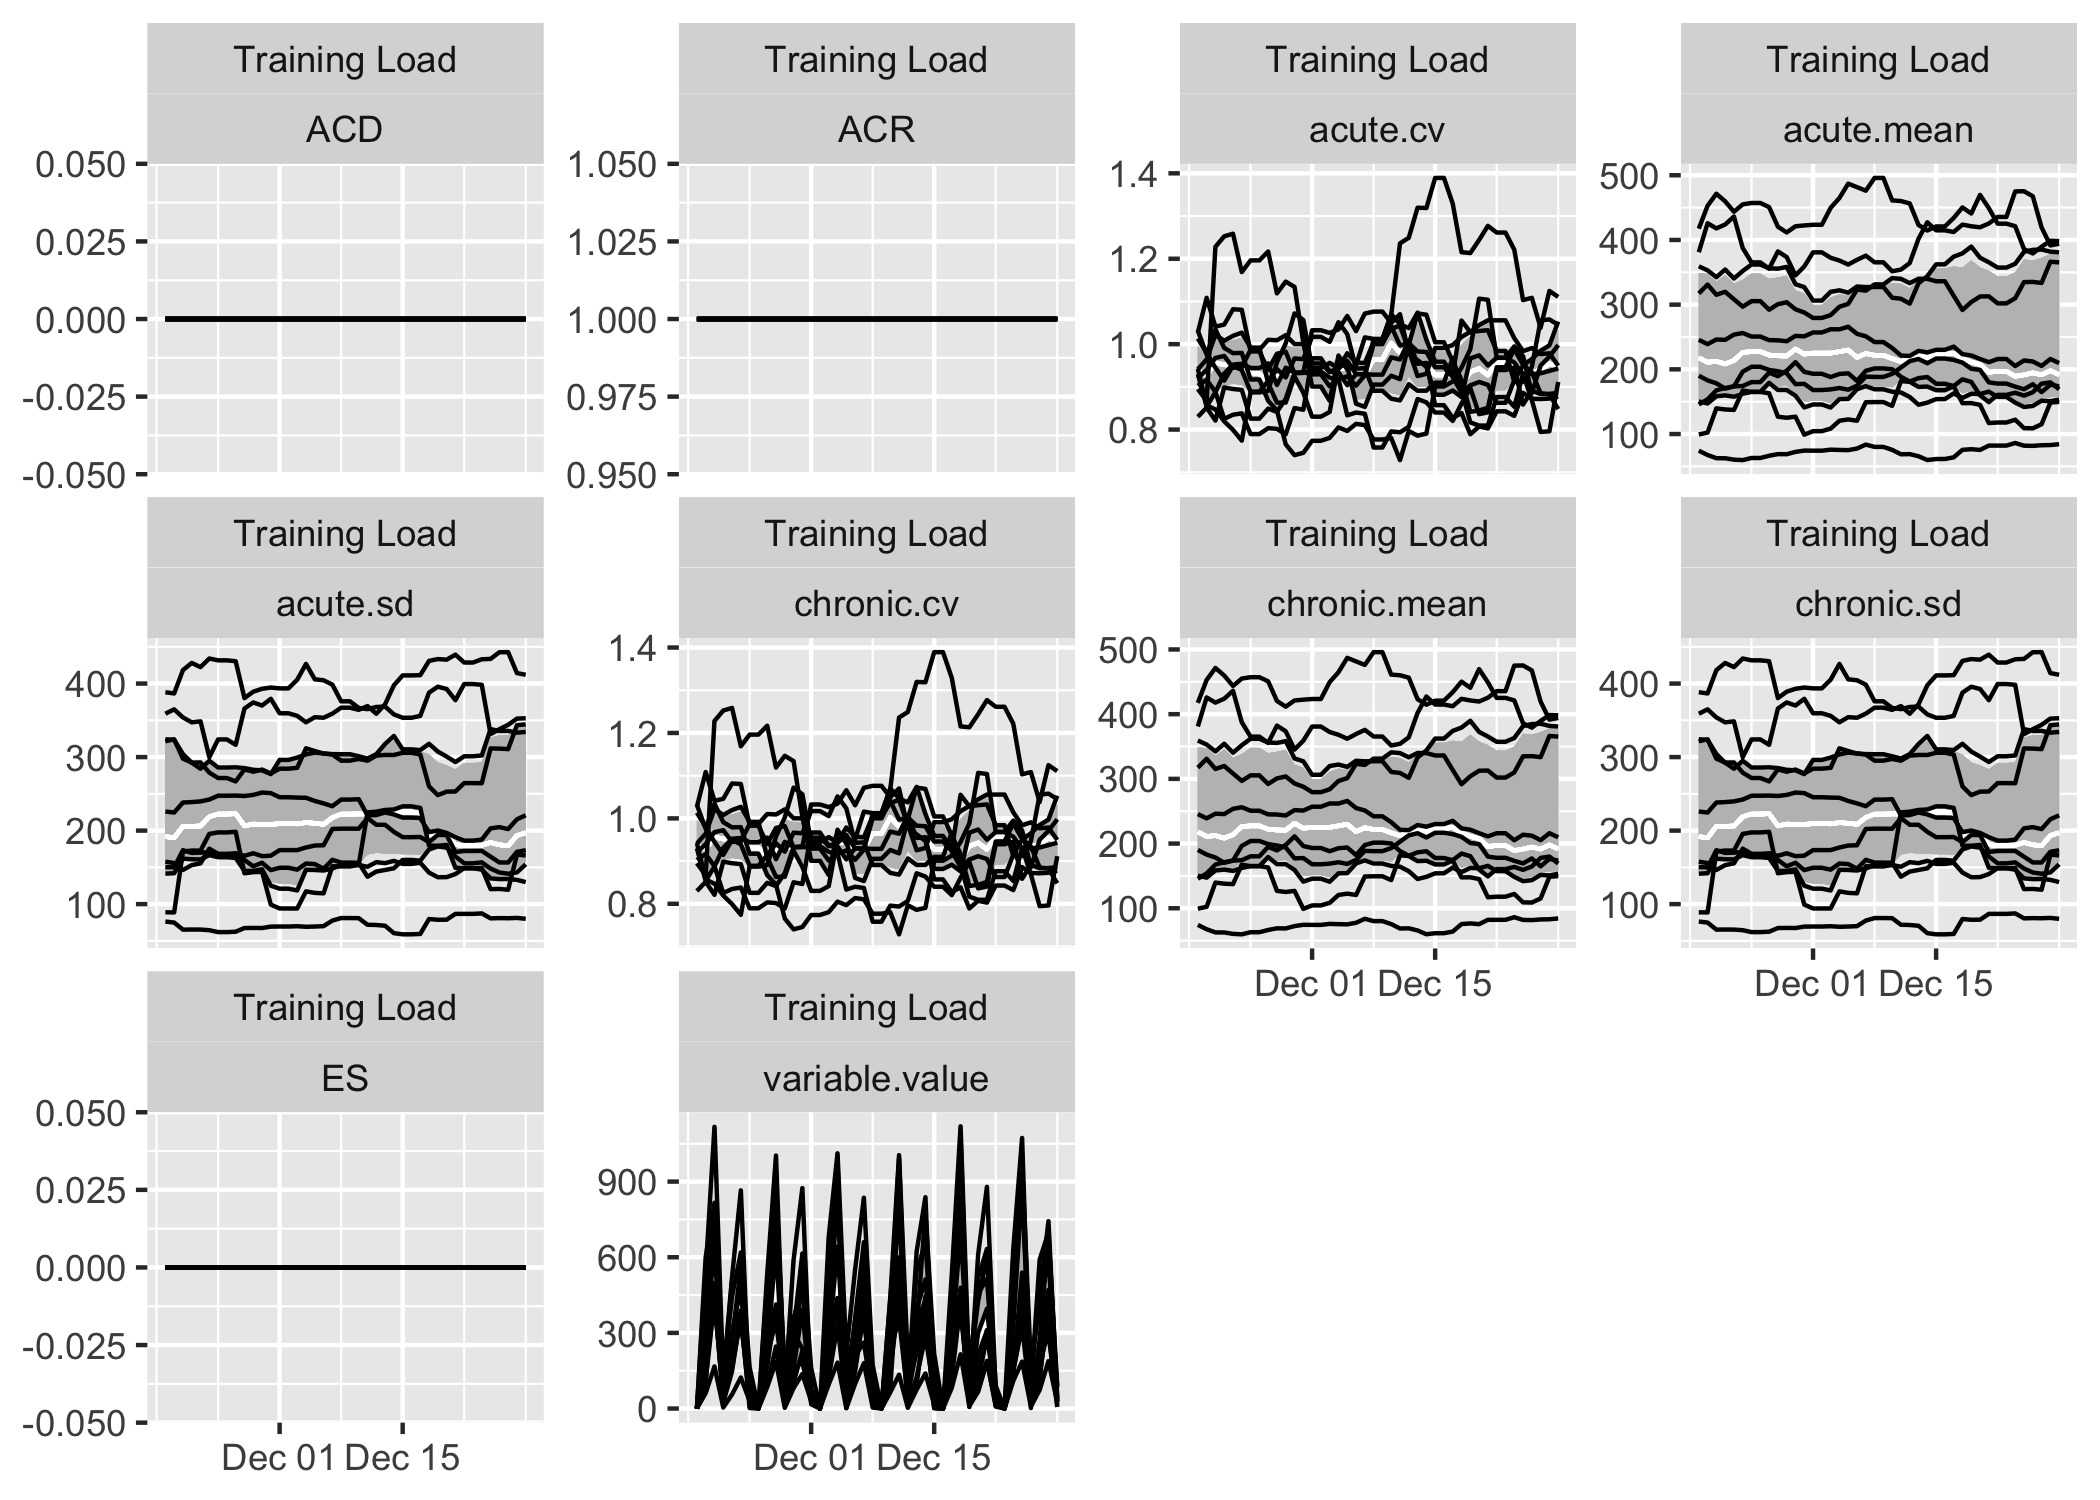 Training Load
Training Load
Training Load
Training Load
ACD
ACR
acute.cv
acute.mean
0.050
0.025
0.000
-0.025
-0.050
1.050
1.025
1.000
0.975
0.950
1.4
1.2
1.0
0.8
500
400
300
200
100
Training Load
Training Load
Training Load
Training Load
acute.sd
chronic.cv
chronic.mean
chronic.sd
400
300
200
100
1.4
1.2
1.0
0.8
500
400
300
200
100
400
300
200
100
Dec 01 Dec 15
Dec 01 Dec 15
Training Load
Training Load
ES
variable.value
0.050
0.025
0.000
-0.025
-0.050
900
600
300
0
Dec 01 Dec 15
Dec 01 Dec 15